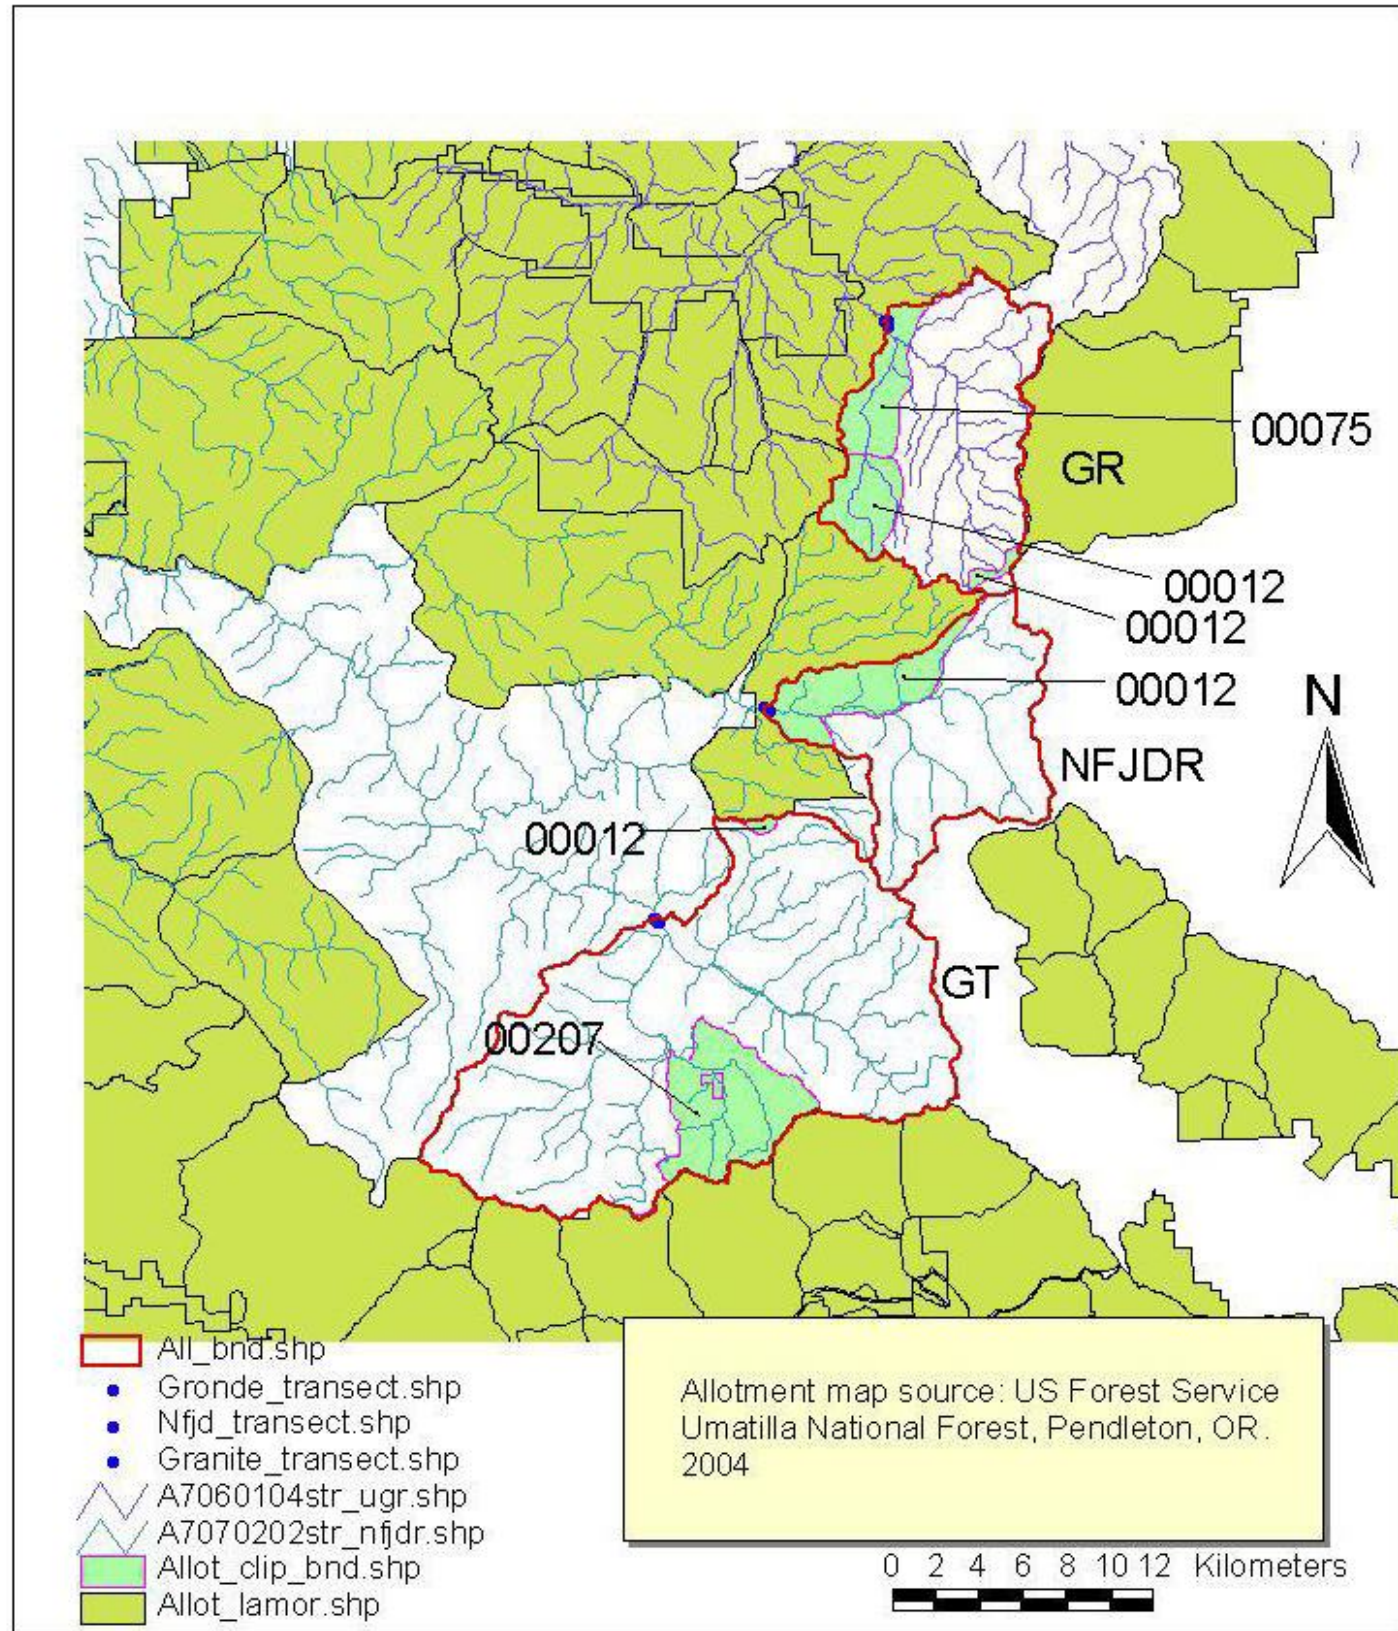 00075
GR
00012
00012
00012
N
NFJDR
00012
GT
00207
All_bnd.shp
Gronde_transect.shp
Nfjd_transect.shp
Granite_transect.shp
A7060104str_ugr.shp
A7070202str_nfjdr.shp
Allot_clip_bnd.shp
Allot_lamor.shp
Allotment map source: US Forest Service
Umatilla National Forest, Pendleton, OR.
2004
0 2 4 6 8 10 12 Kilometers